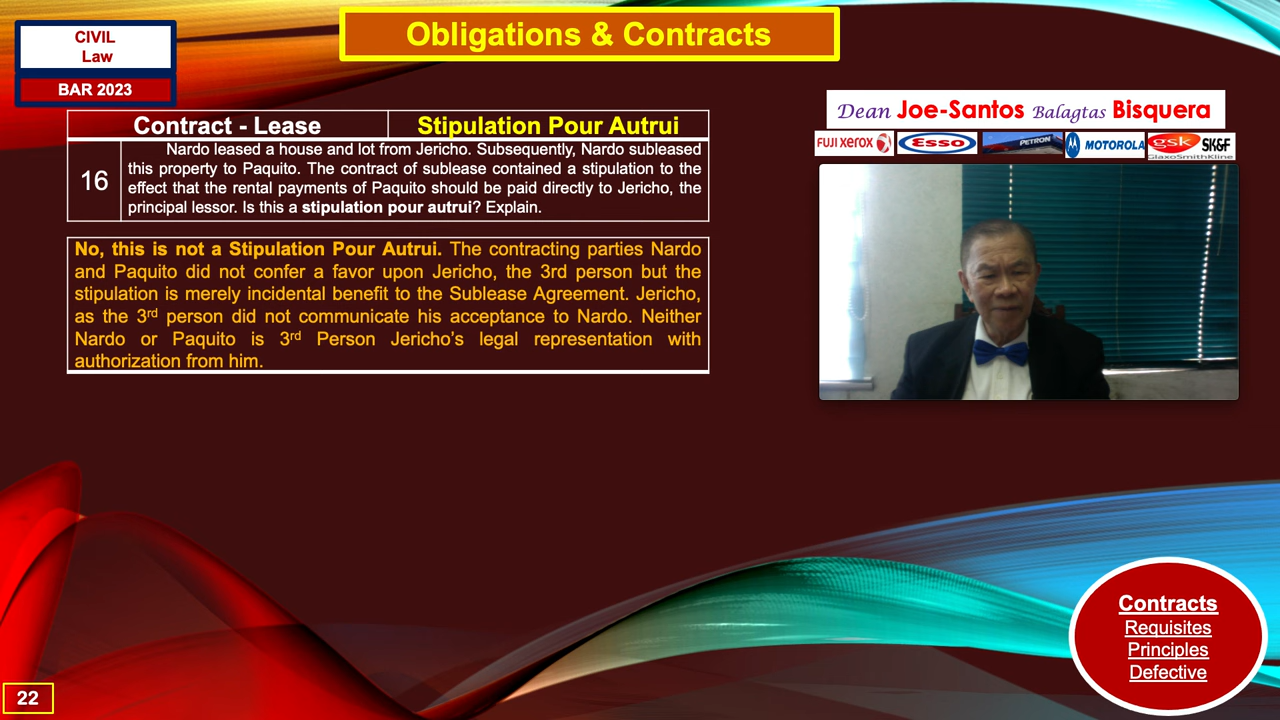 CIVIL
Law
BAR 2023
Obligations & Contracts
Dean Joe-Santos Balagtas Bisquera
FUJI XEROX ESSO PETRON MOTOROLA gsk SK&F
GlaxoSmithKline
Contract - Lease Stipulation Pour Autrui
16
Nardo leased a house and lot from Jericho. Subsequently, Nardo subleased
this property to Paquito. The contract of sublease contained a stipulation to the
effect that the rental payments of Paquito should be paid directly to Jericho, the
principal lessor. Is this a stipulation pour autrui? Explain.
No, this is not a Stipulation Pour Autrui. The contracting parties Nardo
and Paquito did not confer a favor upon Jericho, the 3rd person but the
stipulation is merely incidental benefit to the Sublease Agreement. Jericho,
as the 3rd person did not communicate his acceptance to Nardo. Neither
Nardo or Paquito is 3rd Person Jericho's legal representation with
authorization from him.
Contracts
Requisites
Principles
Defective
22